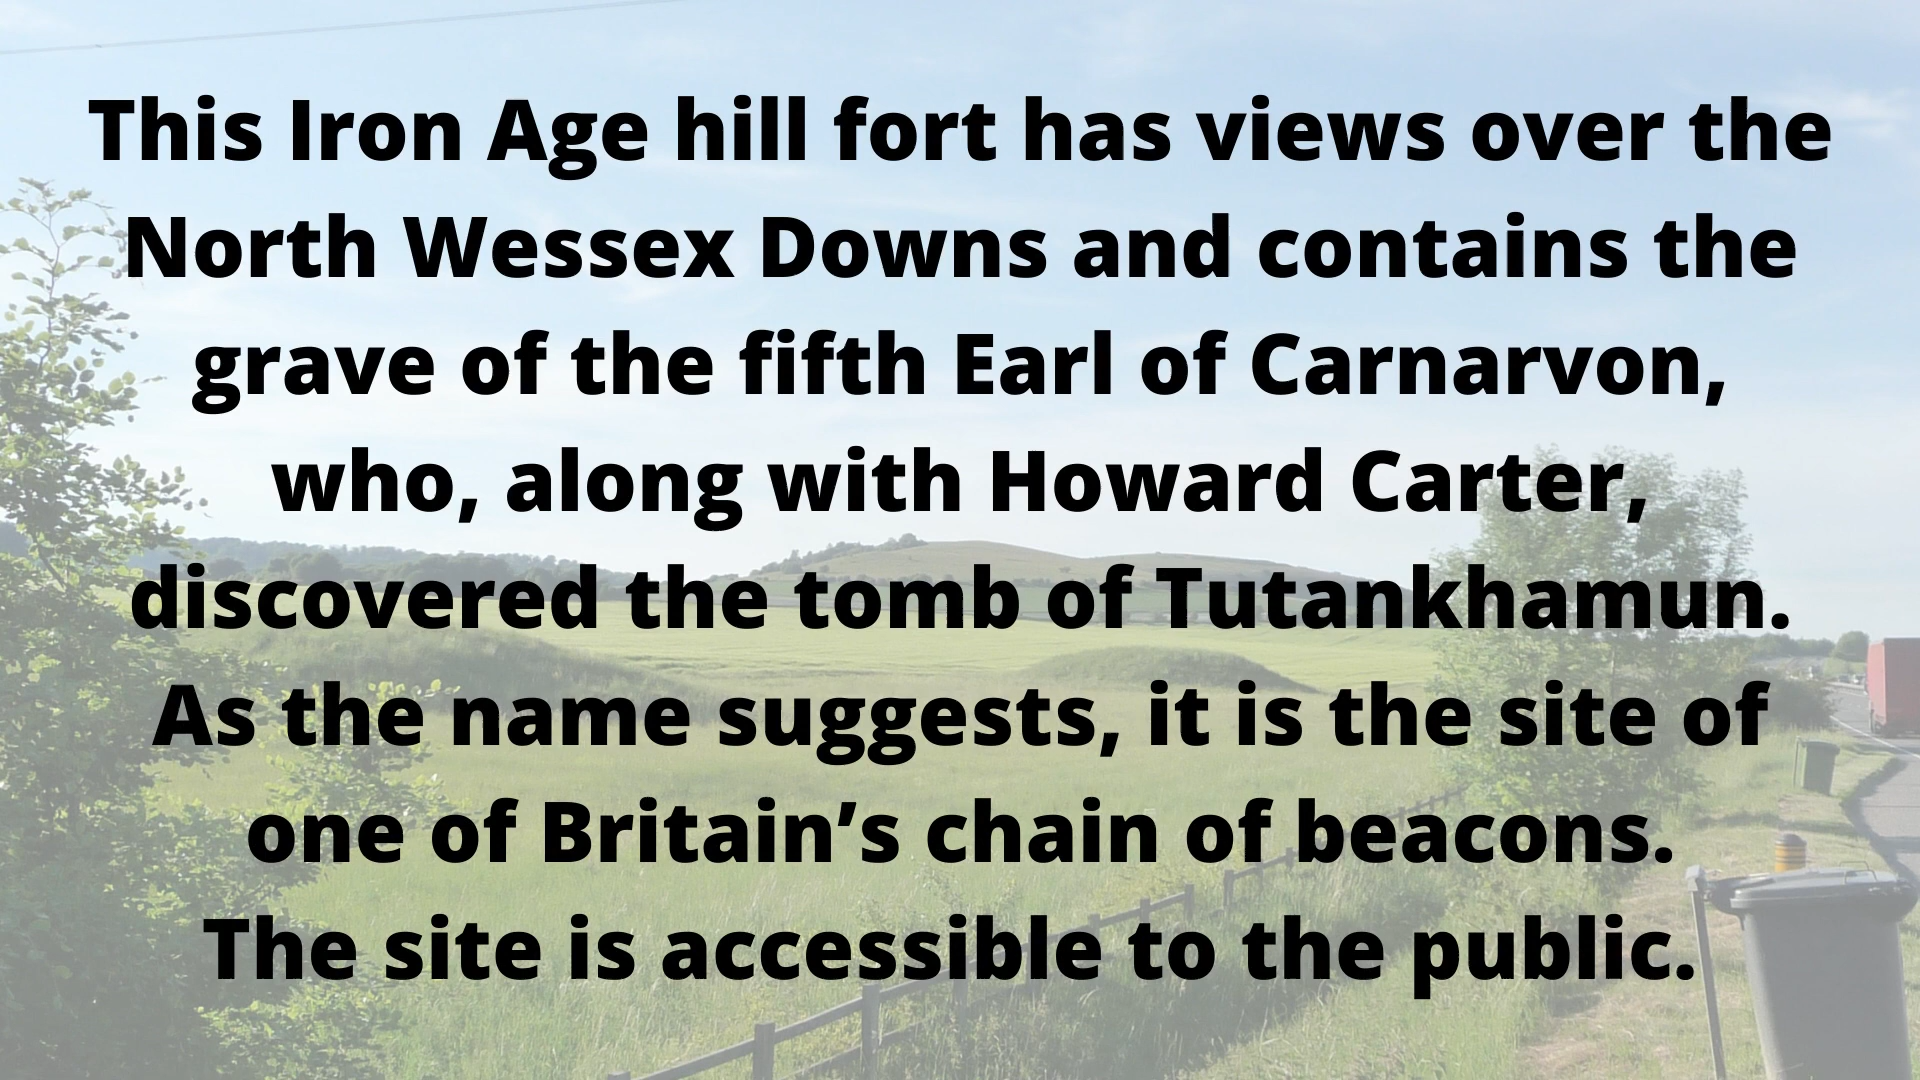 This Iron Age hill fort has views over the
North Wessex Downs and contains the
grave of the fifth Earl of Carnarvon,
who, along with Howard Carter,
discovered the tomb of Tutankhamun.
As the name suggests, it is the site of
one of Britain’s chain of beacons.
The site is accessible to the public.